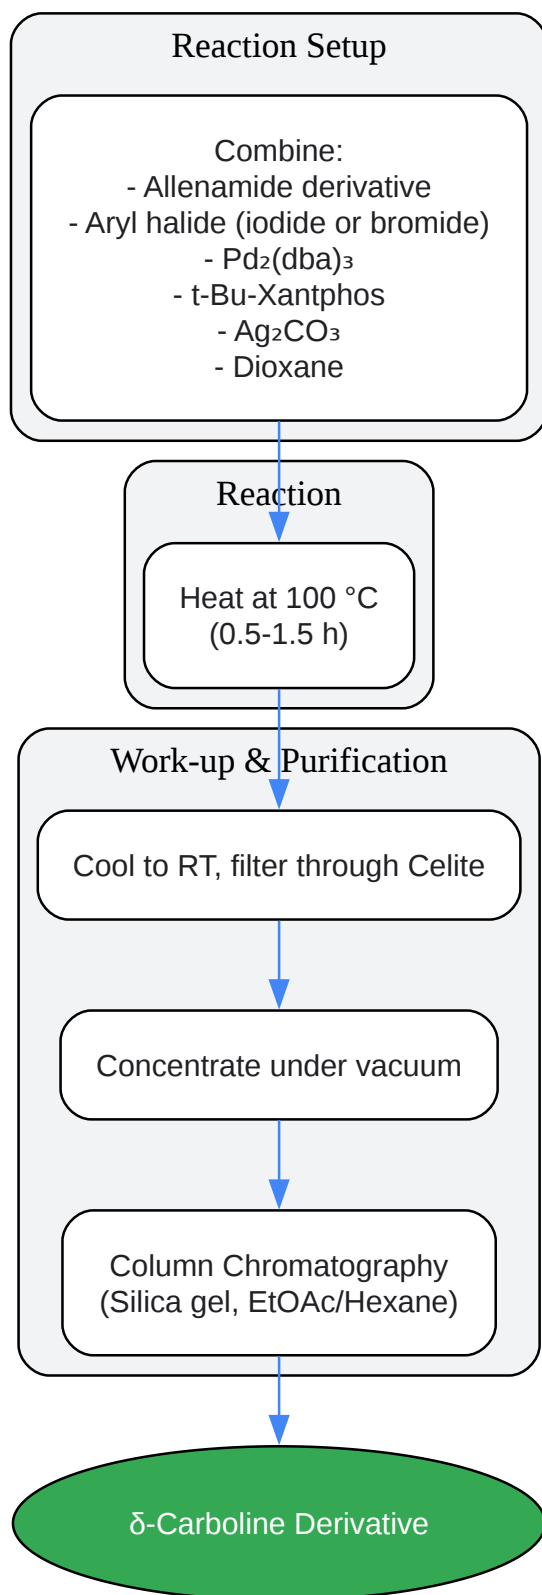 Reaction Setup
Combine:
- Allenamide derivative
- Aryl halide (iodide or bromide)
- Pd₂(dba)₃
- t-Bu-Xantphos
- Ag₂CO₃
- Dioxane
Reaction
Heat at 100 °C
(0.5-1.5 h)
Work-up & Purification
Cool to RT, filter through Celite
Concentrate under vacuum
Column Chromatography
(Silica gel, EtOAc/Hexane)
δ-Carboline Derivative